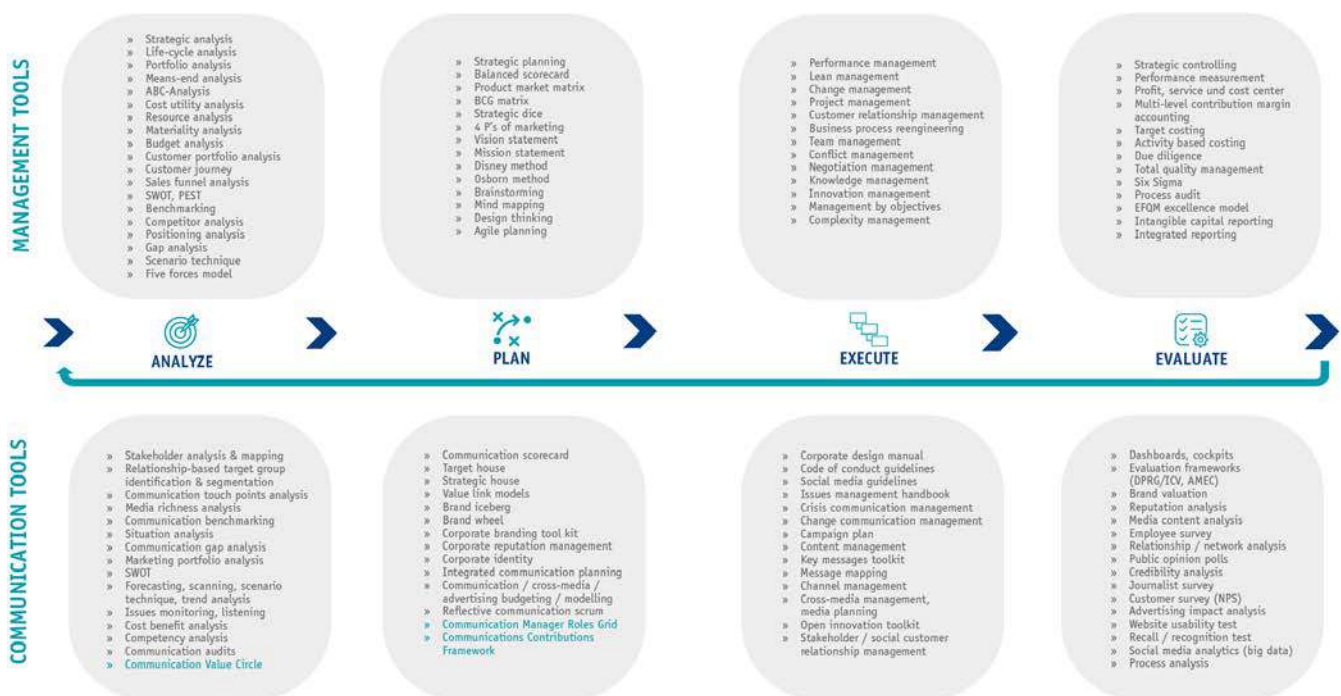 MANAGEMENT TOOLS
» Strategic analysis
» Life-cycle analysis
» Portfolio analysis
» Means-end analysis
» ABC-Analysis
» Cost utility analysis
» Resource analysis
» Materiality analysis
» Budget analysis
» Customer portfolio analysis
» Customer journey
» Sales funnel analysis
» SWOT, PEST
» Benchmarking
» Competitor analysis
» Positioning analysis
» Gap analysis
» Scenario technique
» Five forces model
» Strategic planning
» Balanced scorecard
» Product market matrix
» BCG matrix
» Strategic dice
» 4 P's of marketing
» Vision statement
» Mission statement
» Disney method
» Osborn method
» Brainstorming
» Mind mapping
» Design thinking
» Agile planning
» Performance management
» Lean management
» Change management
» Project management
» Customer relationship management
» Business process reengineering
» Team management
» Conflict management
» Negotiation management
» Knowledge management
» Innovation management
» Management by objectives
» Complexity management
» Strategic controlling
» Performance measurement
» Profit, service und cost center
» Multi-level contribution margin
accounting
» Target costing
» Activity based costing
» Due diligence
» Total quality management
» Six Sigma
» Process audit
» EFQM excellence model
» Intangible capital reporting
» Integrated reporting
ANALYZE
PLAN
EXECUTE
EVALUATE
COMMUNICATION TOOLS
» Stakeholder analysis & mapping
» Relationship-based target group
identification & segmentation
» Communication touch points analysis
» Media richness analysis
» Communication benchmarking
» Situation analysis
» Communication gap analysis
» Marketing portfolio analysis
» SWOT
» Forecasting, scanning, scenario
technique, trend analysis
» Issues monitoring, listening
» Cost benefit analysis
» Competency analysis
» Communication audits
» Communication Value Circle
» Communication scorecard
» Target house
» Strategic house
» Value link models
» Brand iceberg
» Brand wheel
» Corporate branding tool kit
» Corporate reputation management
» Corporate identity
» Integrated communication planning
» Communication / cross-media /
advertising budgeting / modelling
» Reflective communication scrum
» Communication Manager Roles Grid
» Communications Contributions
Framework
» Corporate design manual
» Code of conduct guidelines
» Social media guidelines
» Issues management handbook
» Crisis communication management
» Change communication management
» Campaign plan
» Content management
» Key messages toolkit
» Message mapping
» Channel management
» Cross-media management,
media planning
» Open innovation toolkit
» Stakeholder / social customer
relationship management
» Dashboards, cockpits
» Evaluation frameworks
(DPRG/ICV, AMEC)
» Brand valuation
» Reputation analysis
» Media content analysis
» Employee survey
» Relationship / network analysis
» Public opinion polls
» Credibility analysis
» Journalist survey
» Customer survey (NPS)
» Advertising impact analysis
» Website usability test
» Recall / recognition test
» Social media analytics (big data)
» Process analysis